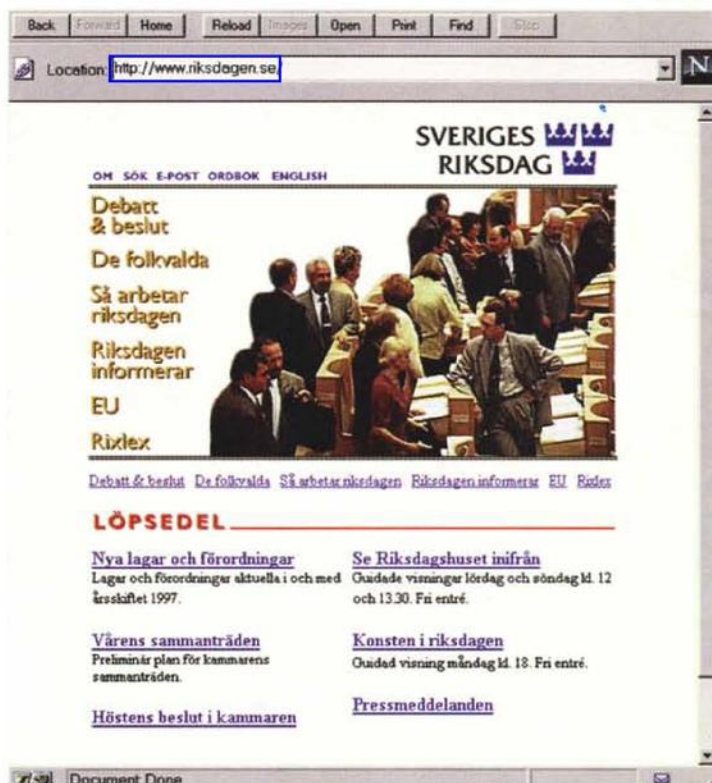 Back Forward Home Reload Images Open Print Find Stop
Location: http://www.riksdagen.se/
N
SVERIGES
RIKSDAG
OM SÖK E-POST ORDBOK ENGLISH
Debatt
& beslut
De folkvalda
Så arbetar
riksdagen
Riksdagen
informerar
EU
Rixlex
Debatt & beslut De folkvalda Så arbetar riksdagen Riksdagen informerar EU Rixlex
LÖPSEDEL
Nya lagar och förordningar
Lagar och förordningar aktuella i och med
årsskiftet 1997.
Vårens sammanträden
Preliminär plan för kammarens
sammanträden.
Höstens beslut i kammaren
Se Riksdagshuset inifrån
Guidade visningar lördag och söndag kl. 12
och 13.30. Fri entré.
Konsten i riksdagen
Guidad visning måndag kl. 18. Fri entré.
Pressmeddelanden
Document Done